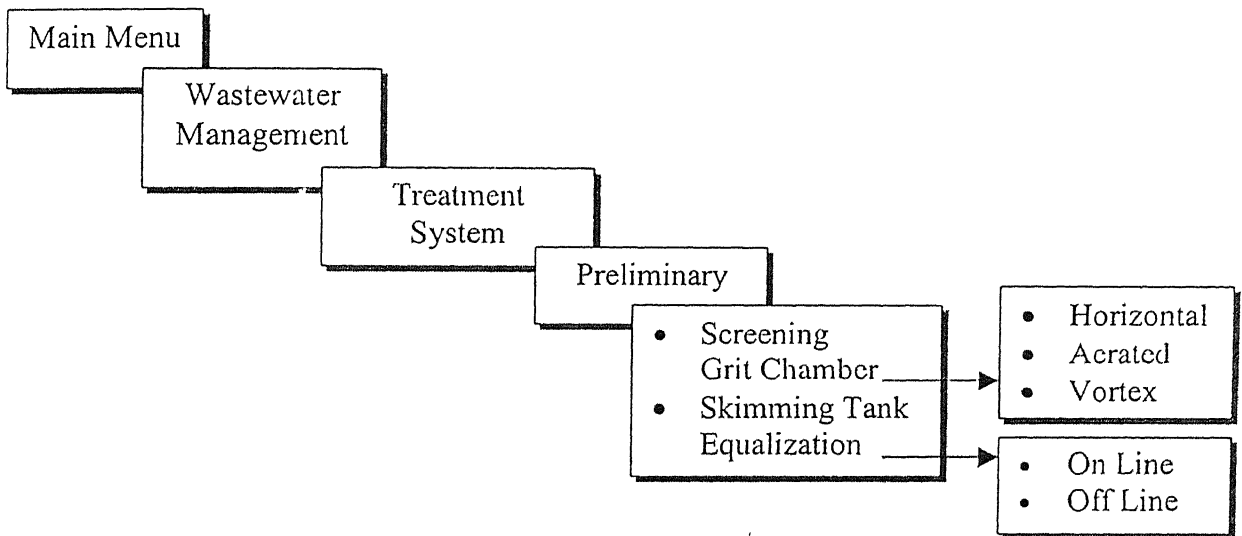 Main Menu
Wastewater
Management
Treatment
System
Preliminary
• Screening
Grit Chamber
• Skimming Tank
Equalization
• Horizontal
• Aerated
• Vortex
• On Line
• Off Line